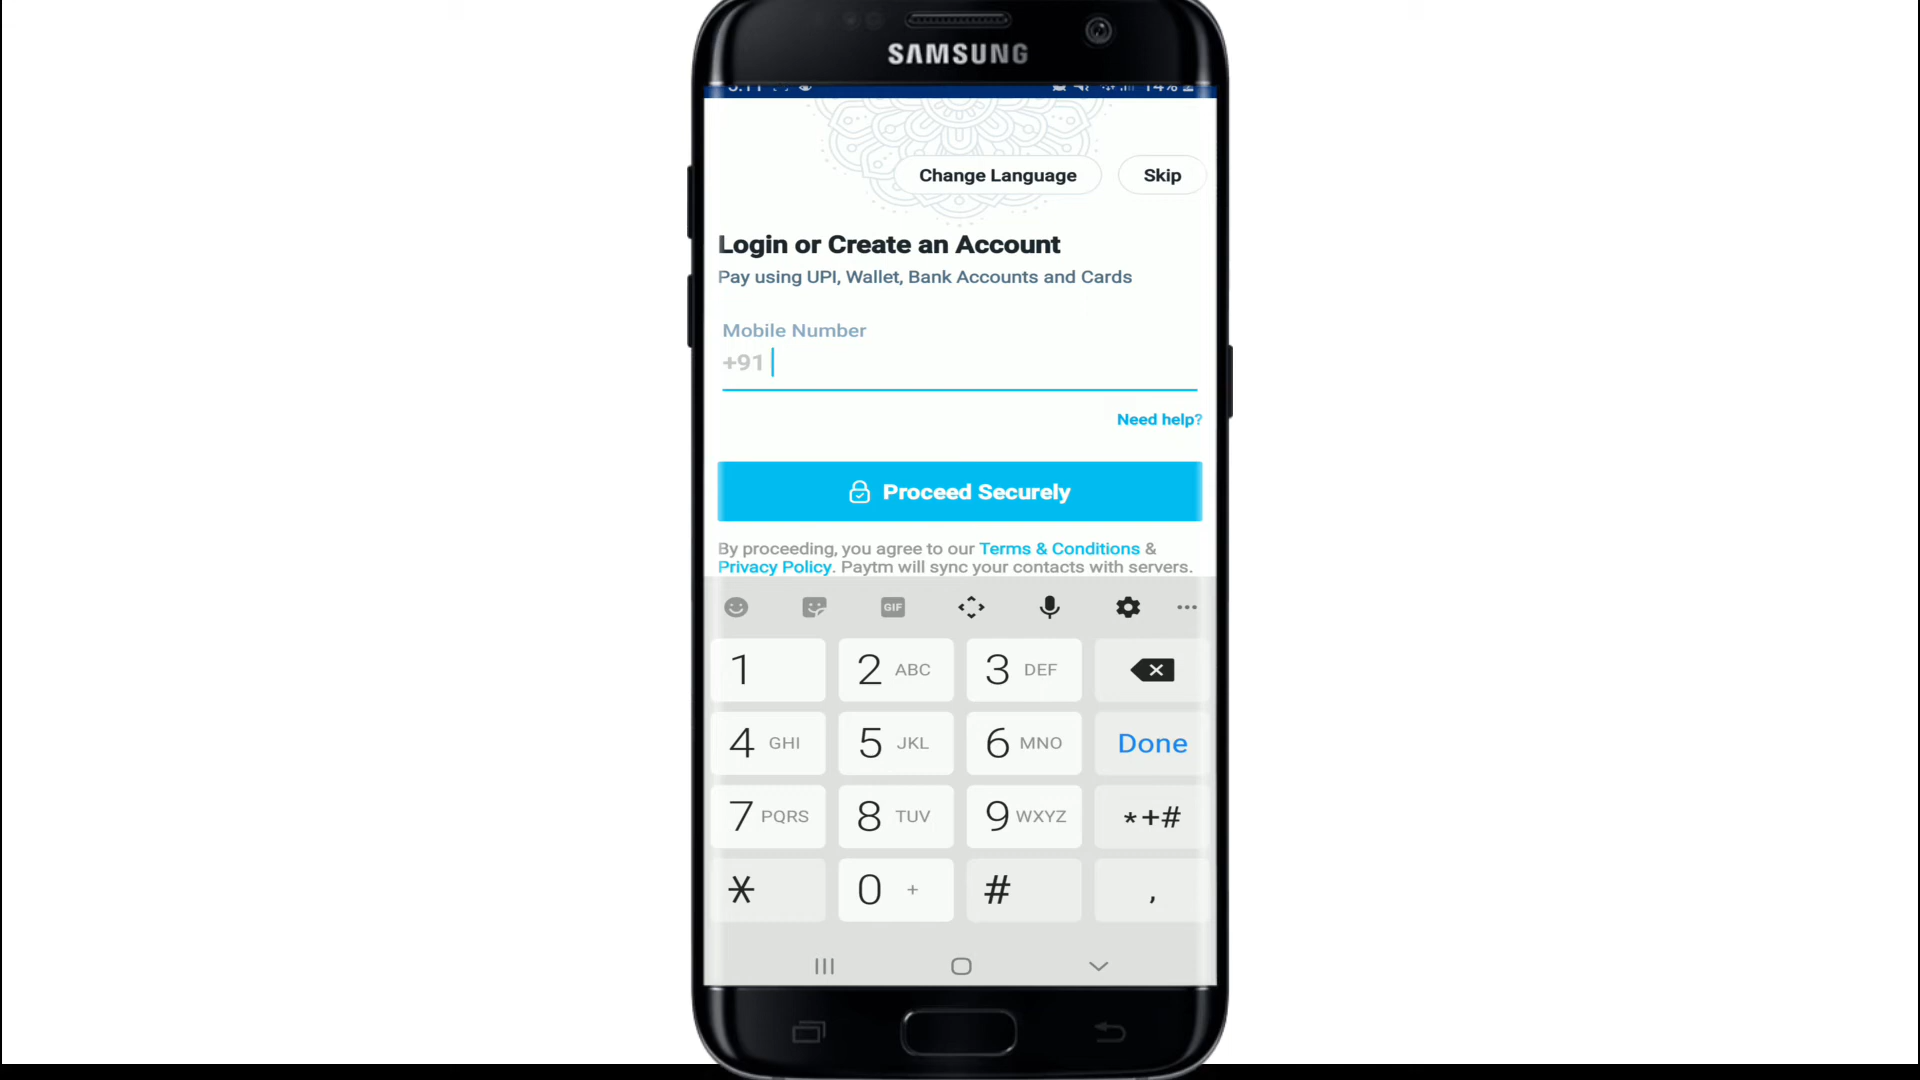 SAMSUNG
14%
Change Language
Skip
Login or Create an Account
Pay using UPI, Wallet, Bank Accounts and Cards
Mobile Number
+91
Need help?
Proceed Securely
By proceeding, you agree to our Terms & Conditions &
Privacy Policy. Paytm will sync your contacts with servers.
GIF
1
2 ABC
3 DEF
4 GHI
5 JKL
6 MNO
Done
7 PQRS
8 TUV
9 WXYZ
*+#
*
0 +
#
,